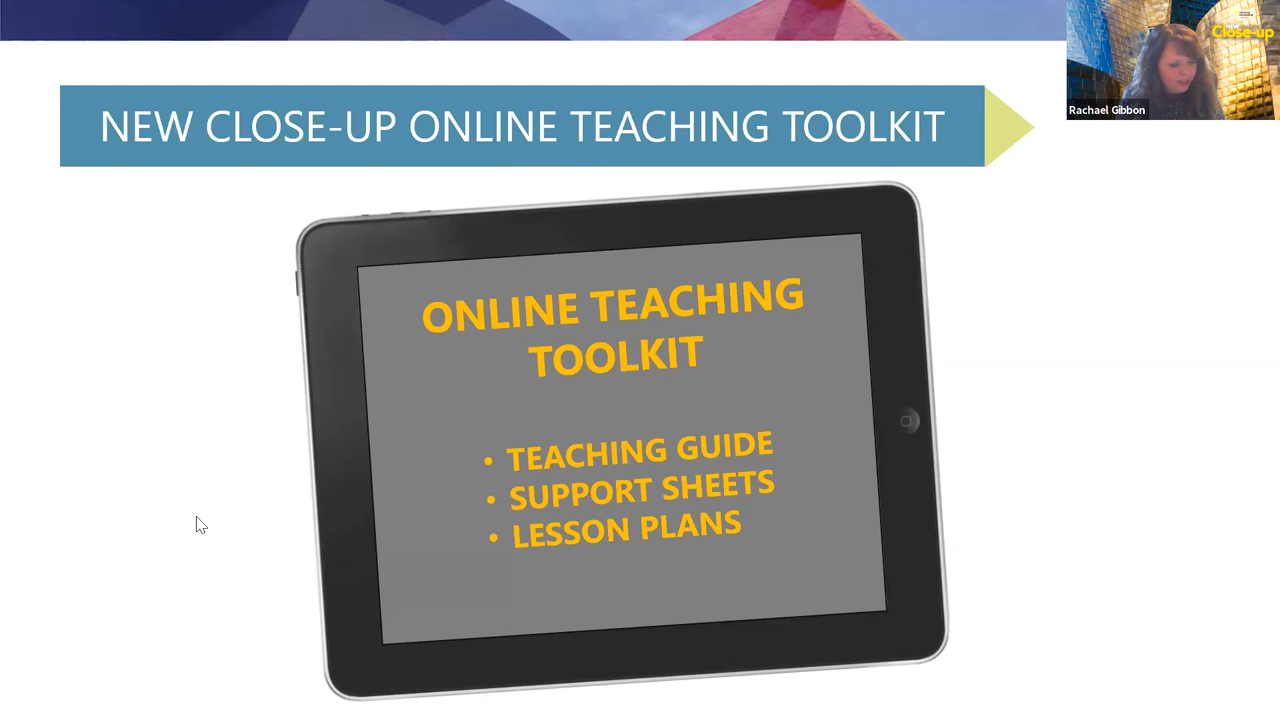 NEW CLOSE-UP ONLINE TEACHING TOOLKIT
Close-up
Rachael Gibbon
ONLINE TEACHING
TOOLKIT
• TEACHING GUIDE
• SUPPORT SHEETS
• LESSON PLANS